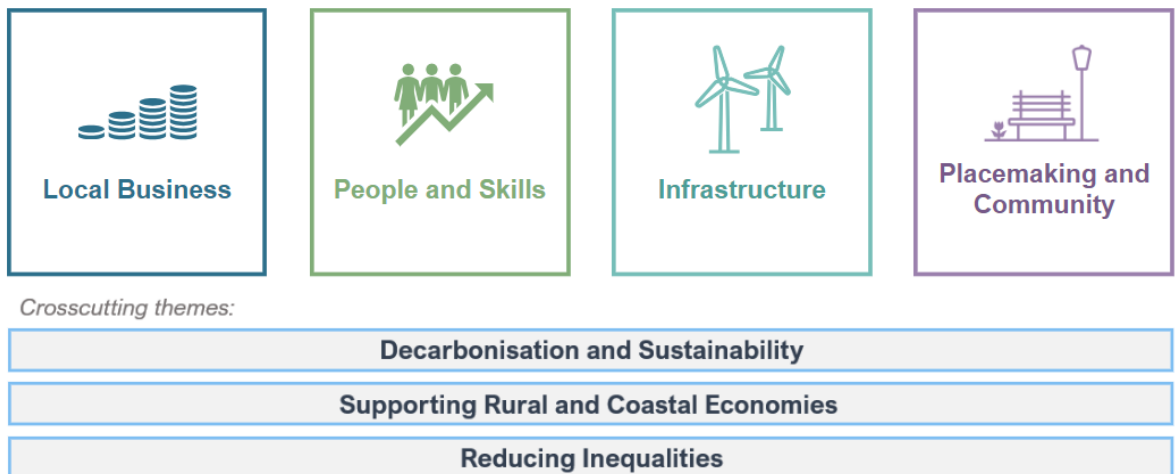 Local Business
People and Skills
Infrastructure
Placemaking and
Community
Crosscutting themes:
Decarbonisation and Sustainability
Supporting Rural and Coastal Economies
Reducing Inequalities